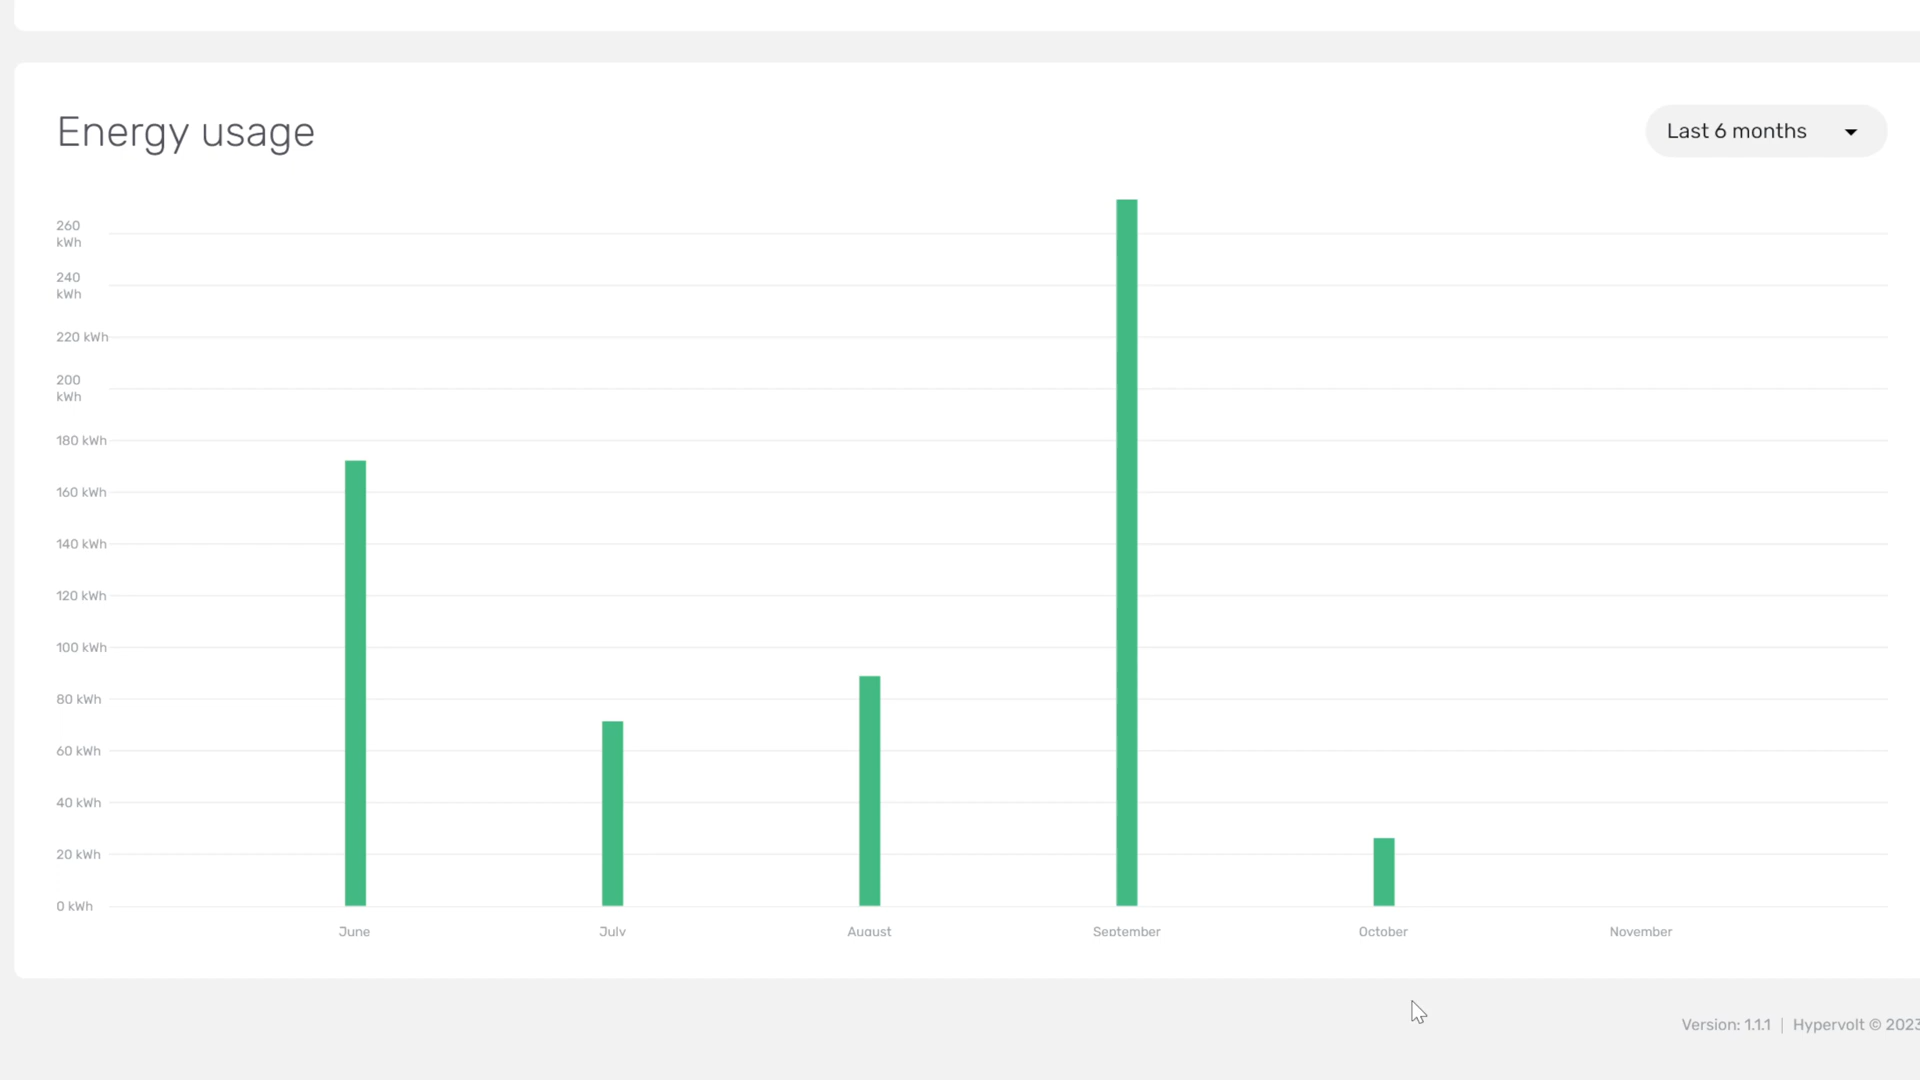 Energy usage
Last 6 months
260
kWh
240
kWh
220 kWh
200
kWh
180 kWh
160 kWh
140 kWh
120 kWh
100 kWh
80 kWh
60 kWh
40 kWh
20 kWh
0 kWh
June
July
August
September
October
November
Version: 1.1.1 | Hypervolt © 2023